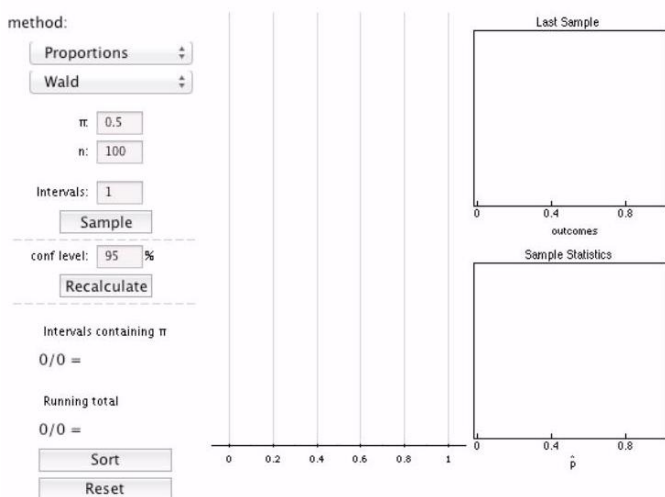 method:
Proportions
Wald
π: 0.5
n: 100
Intervals: 1
Sample
conf level: 95 %
Recalculate
Intervals containing π
0/0 =
Running total
0/0 =
Sort
Reset
0 0.2 0.4 0.6 0.8 1
Last Sample
0 0.4 0.8
outcomes
Sample Statistics
0 0.4 0.8
p̂